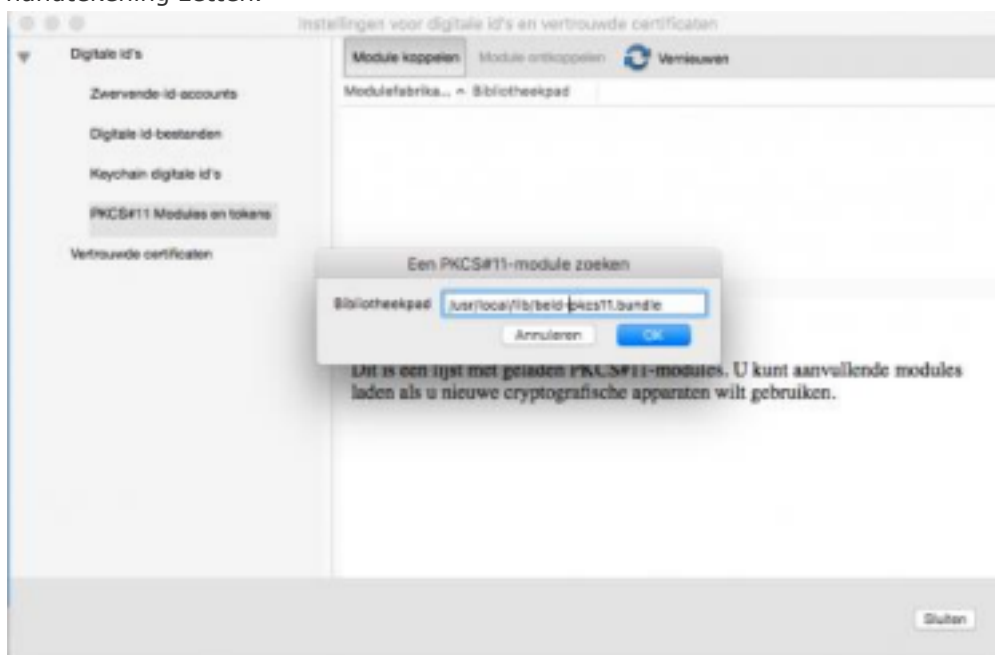 handtekening zetten.
Instellingen voor digitale id's en vertrouwde certificaten
Digitale id's
Zwervende-id-accounts
Digitale id-bestanden
Keychain digitale id's
PKCS#11 Modules en tokens
Vertrouwde certificaten
Module koppelen Module ontkoppelen Vernieuwen
Modulefabrika... Bibliotheekpad
Een PKCS#11-module zoeken
Bibliotheekpad /usr/local/lib/beid-pkcs11.bundle
Annuleren OK
Dit is een lijst met geladen PKCS#11-modules. U kunt aanvullende modules
laden als u nieuwe cryptografische apparaten wilt gebruiken.
Sluiten